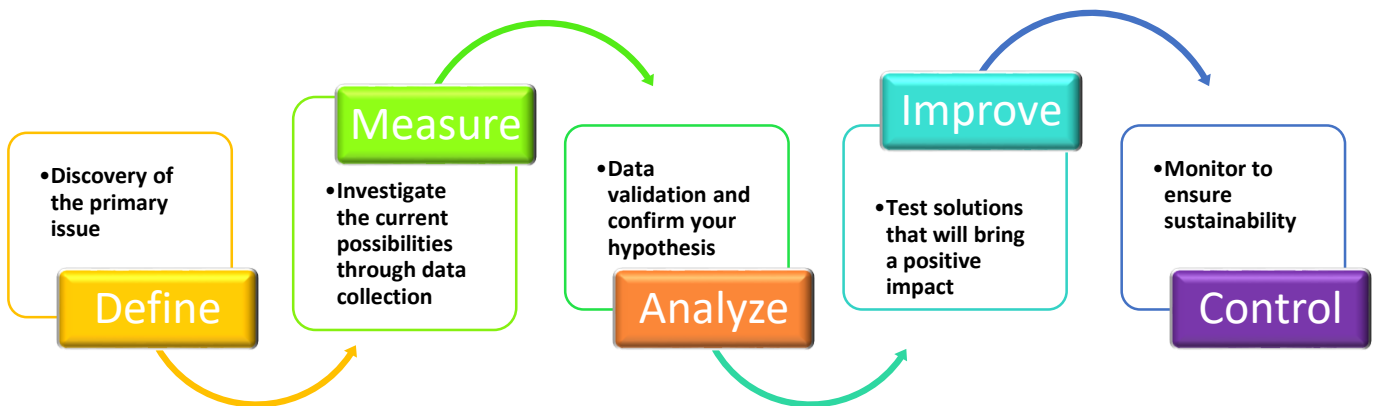 •Discovery of
the primary
issue
Define
Measure
•Investigate
the current
possibilities
through data
collection
•Data
validation and
confirm your
hypothesis
Analyze
Improve
•Test solutions
that will bring
a positive
impact
•Monitor to
ensure
sustainability
Control